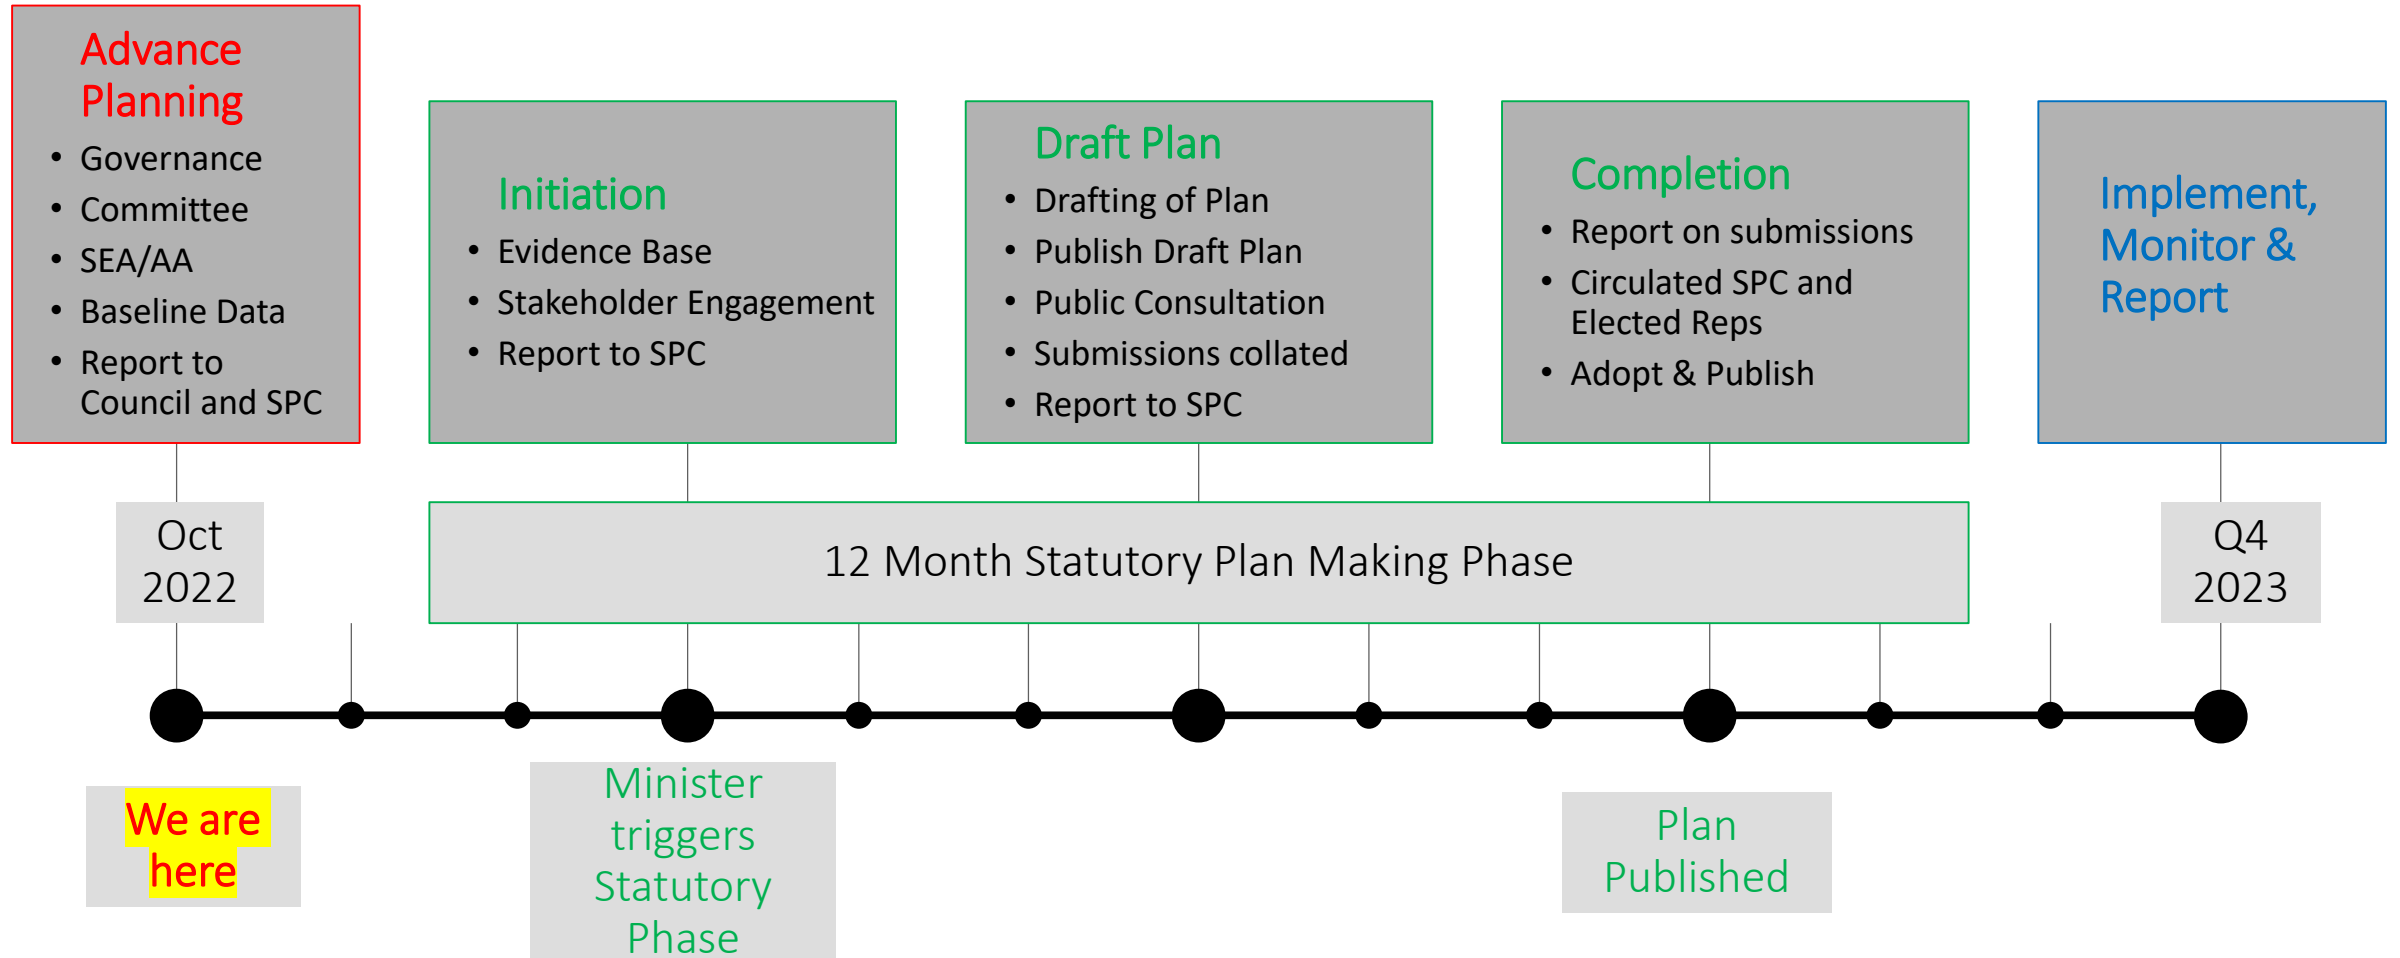 Advance
Planning
• Governance
• Committee
• SEA/AA
• Baseline Data
• Report to
Council and SPC
Initiation
• Evidence Base
• Stakeholder Engagement
• Report to SPC
Draft Plan
• Drafting of Plan
• Publish Draft Plan
• Public Consultation
• Submissions collated
• Report to SPC
Completion
• Report on submissions
• Circulated SPC and
Elected Reps
• Adopt & Publish
Implement,
Monitor &
Report
Oct
2022
12 Month Statutory Plan Making Phase
Q4
2023
We are
here
Minister
triggers
Statutory
Phase
Plan
Published